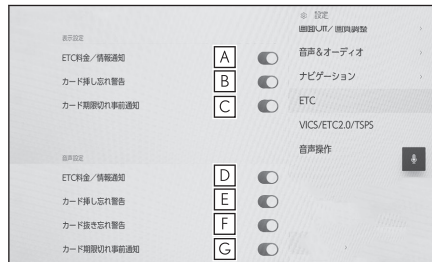 設定
画面Off/画質調整
音声&オーディオ
ナビゲーション
ETC
VICS/ETC2.0/TSPS
音声操作
表示設定
ETC料金/情報通知 A
カード挿し忘れ警告 B
カード期限切れ事前通知 C
音声設定
ETC料金/情報通知 D
カード挿し忘れ警告 E
カード抜き忘れ警告 F
カード期限切れ事前通知 G